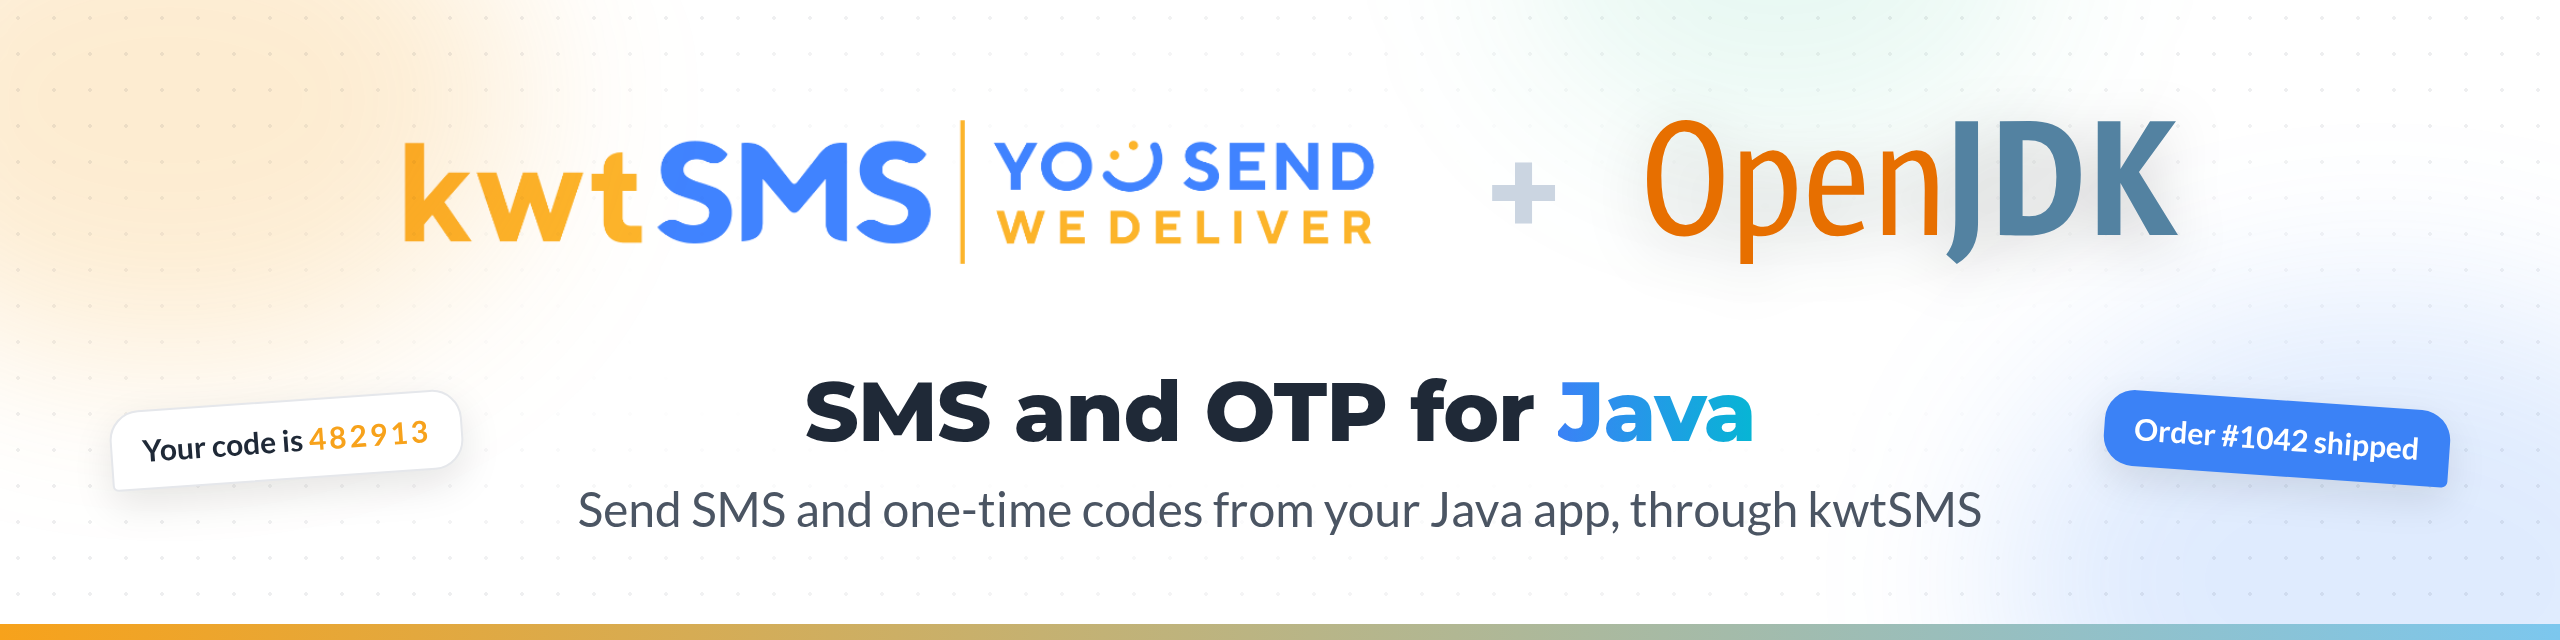 kwtSMS
YOU SEND
WE DELIVER
+
OpenJDK
SMS and OTP for Java
Your code is 482913
Order #1042 shipped
Send SMS and one-time codes from your Java app, through kwtSMS